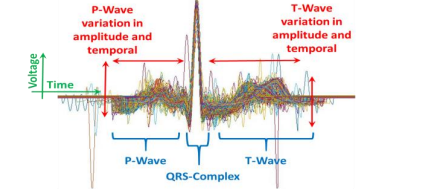 P-Wave
variation in
amplitude and
temporal
T-Wave
variation in
amplitude and
temporal
Voltage
Time
P-Wave
T-Wave
QRS-Complex